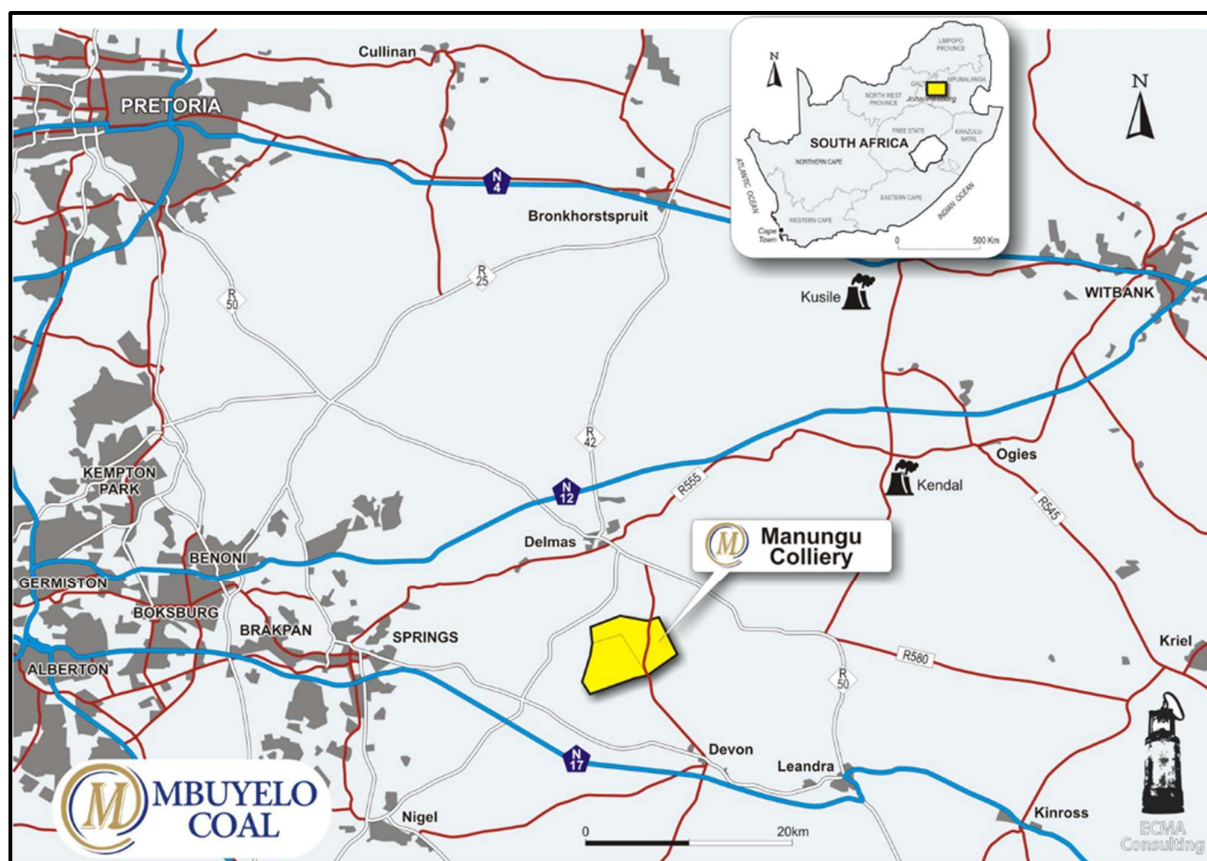 Cullinan
PRETORIA
N
4
Bronkhorstspruit
R
25
R
50
N
LIMPOPO
PROVINCE
MPUMALANGA
NORTH WEST
PROVINCE
Johannesburg
FREE STATE
KWAZULU-
NATAL
SOUTH AFRICA
NORTHERN CAPE
ATLANTIC OCEAN
EASTERN CAPE
WESTERN CAPE
INDIAN OCEAN
Cape
Town
0 500 Km
N
Kusile
WITBANK
R
42
KEMPTON
PARK
N
12
R555
Ogies
Kendal
R545
Delmas
M Manungu
Colliery
BENONI
GERMISTON
BOKSBURG
BRAKPAN
SPRINGS
ALBERTON
R580
Kriel
R
50
Devon
Leandra
N
17
M MBUYELO
COAL
Nigel
0 20km
Kinross
ECMA
Consulting